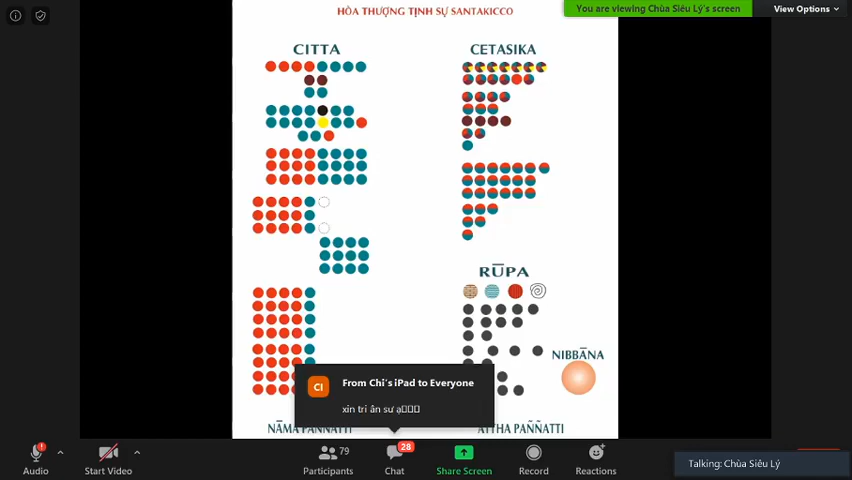 HÒA THƯỢNG TỊNH SỰ SANTAKICCO
You are viewing Chùa Siêu Lý's screen
View Options
CITTA
CETASIKA
RŪPA
NIBBĀNA
From Chi's iPad to Everyone
CI
xin tri ân sư ạ
NĀMA PAÑÑATTI
ATTHA PAÑÑATTI
79
28
Audio
Start Video
Participants
Chat
Share Screen
Record
Reactions
Talking: Chùa Siêu Lý